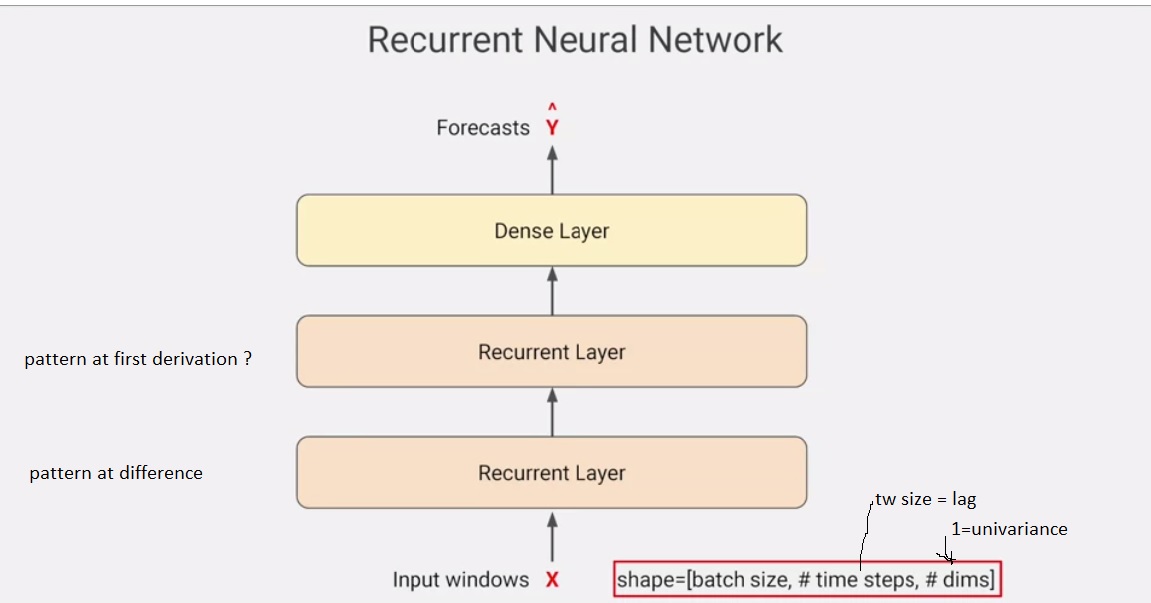 Recurrent Neural Network
Forecasts Ŷ
Dense Layer
pattern at first derivation ?
Recurrent Layer
pattern at difference
Recurrent Layer
tw size = lag
1=univariance
Input windows X
shape=[batch size, # time steps, # dims]